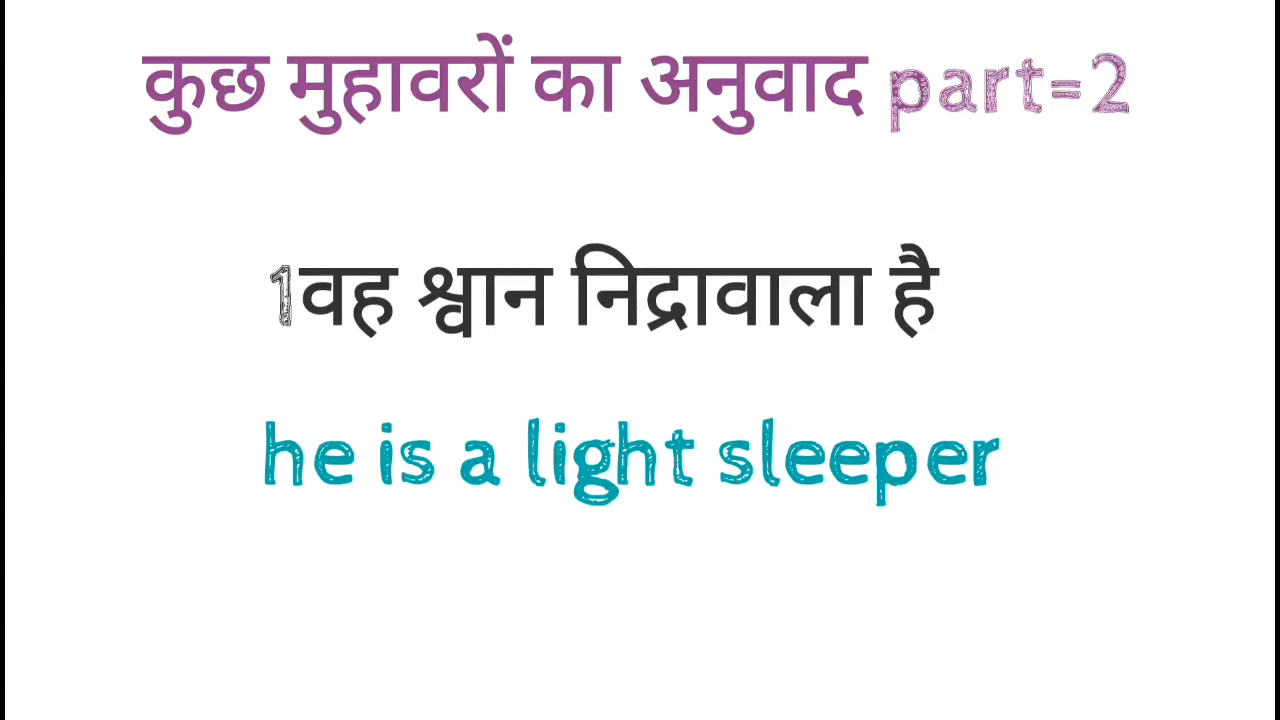 कुछ मुहावरों का अनुवाद part=2
1वह श्वान निद्रावाला है
he is a light sleeper